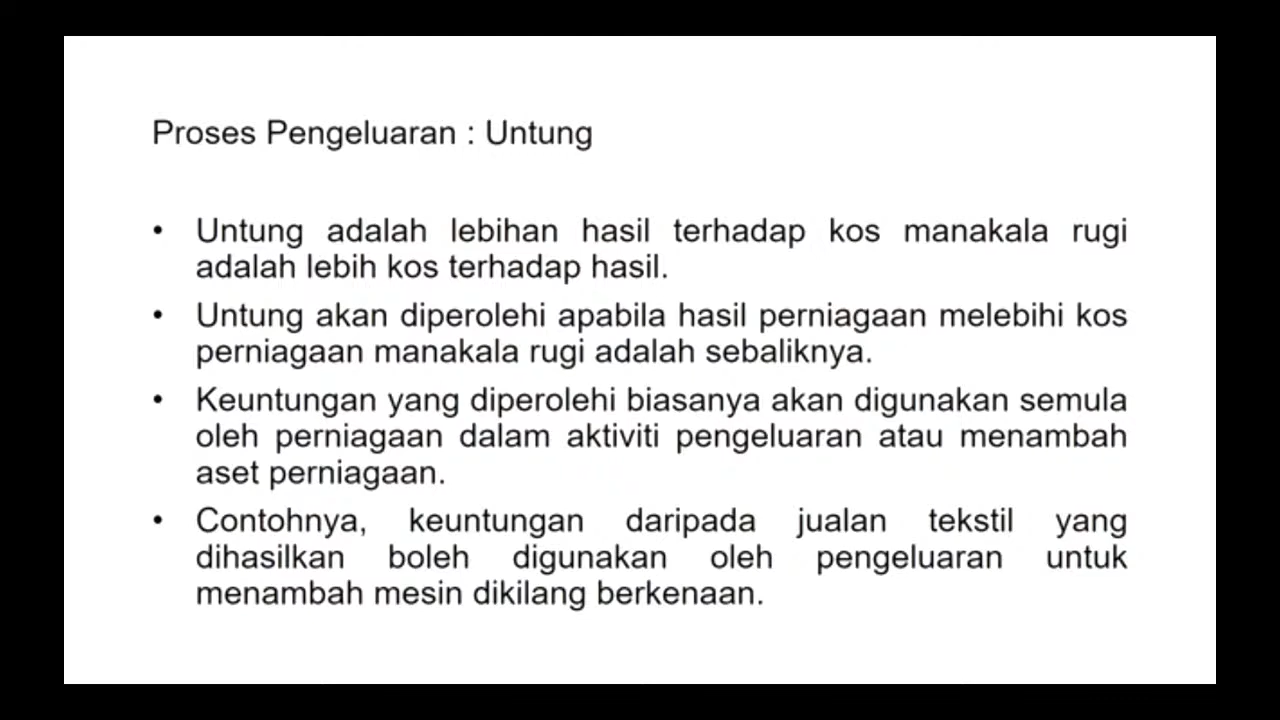 Proses Pengeluaran : Untung
• Untung adalah lebihan hasil terhadap kos manakala rugi
adalah lebih kos terhadap hasil.
• Untung akan diperolehi apabila hasil perniagaan melebihi kos
perniagaan manakala rugi adalah sebaliknya.
• Keuntungan yang diperolehi biasanya akan digunakan semula
oleh perniagaan dalam aktiviti pengeluaran atau menambah
aset perniagaan.
• Contohnya, keuntungan daripada jualan tekstil yang
dihasilkan boleh digunakan oleh pengeluaran untuk
menambah mesin dikilang berkenaan.